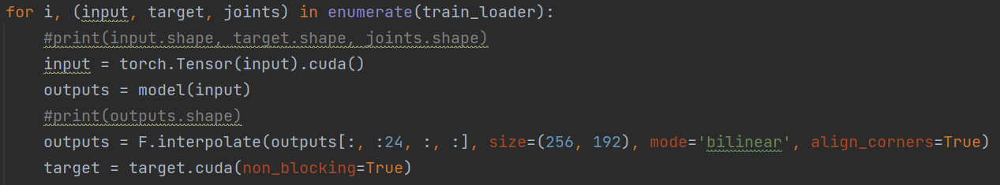 for i, (input, target, joints) in enumerate(train_loader):
    #print(input.shape, target.shape, joints.shape)
    input = torch.Tensor(input).cuda()
    outputs = model(input)
    #print(outputs.shape)
    outputs = F.interpolate(outputs[:, :24, :, :], size=(256, 192), mode='bilinear', align_corners=True)
    target = target.cuda(non_blocking=True)